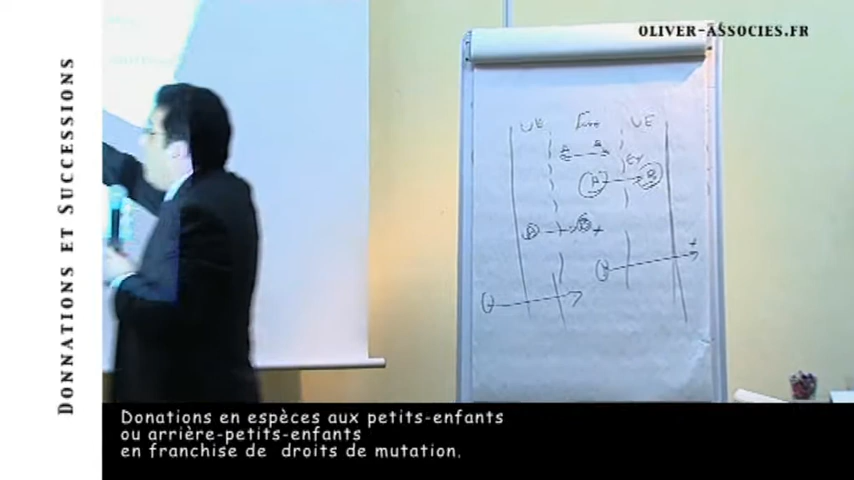 OLIVER-ASSOCIES.FR
DONNATIONS ET SUCCESSIONS
UE
UE
A
B
A
B
Donations en espèces aux petits-enfants
ou arrière-petits-enfants
en franchise de droits de mutation.